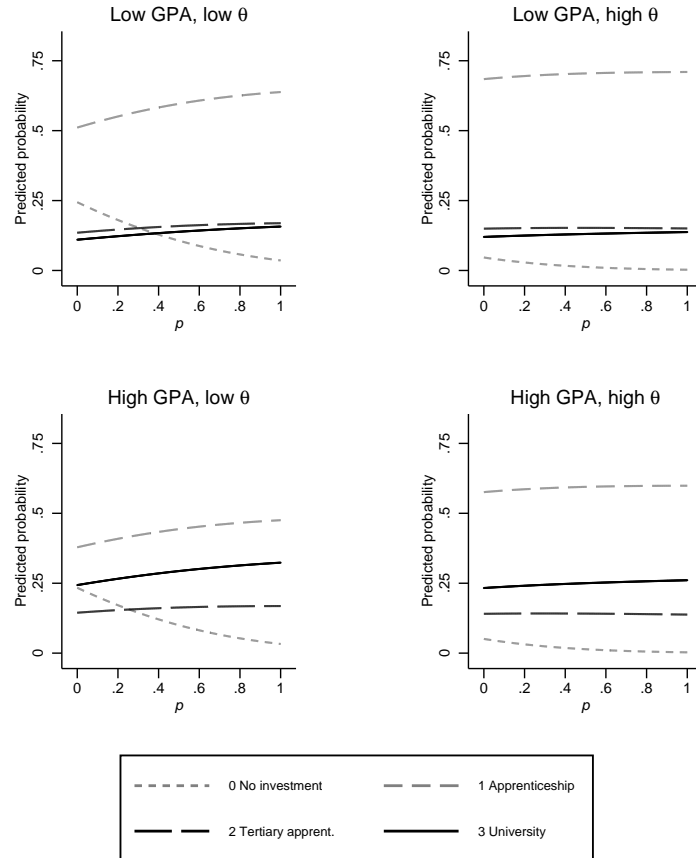 Low GPA, low θ
Low GPA, high θ
Predicted probability
0 .25 .5 .75
0 .2 .4 .6 .8 1
p
Predicted probability
0 .25 .5 .75
0 .2 .4 .6 .8 1
p
High GPA, low θ
High GPA, high θ
Predicted probability
0 .25 .5 .75
0 .2 .4 .6 .8 1
p
Predicted probability
0 .25 .5 .75
0 .2 .4 .6 .8 1
p
0 No investment
1 Apprenticeship
2 Tertiary apprent.
3 University